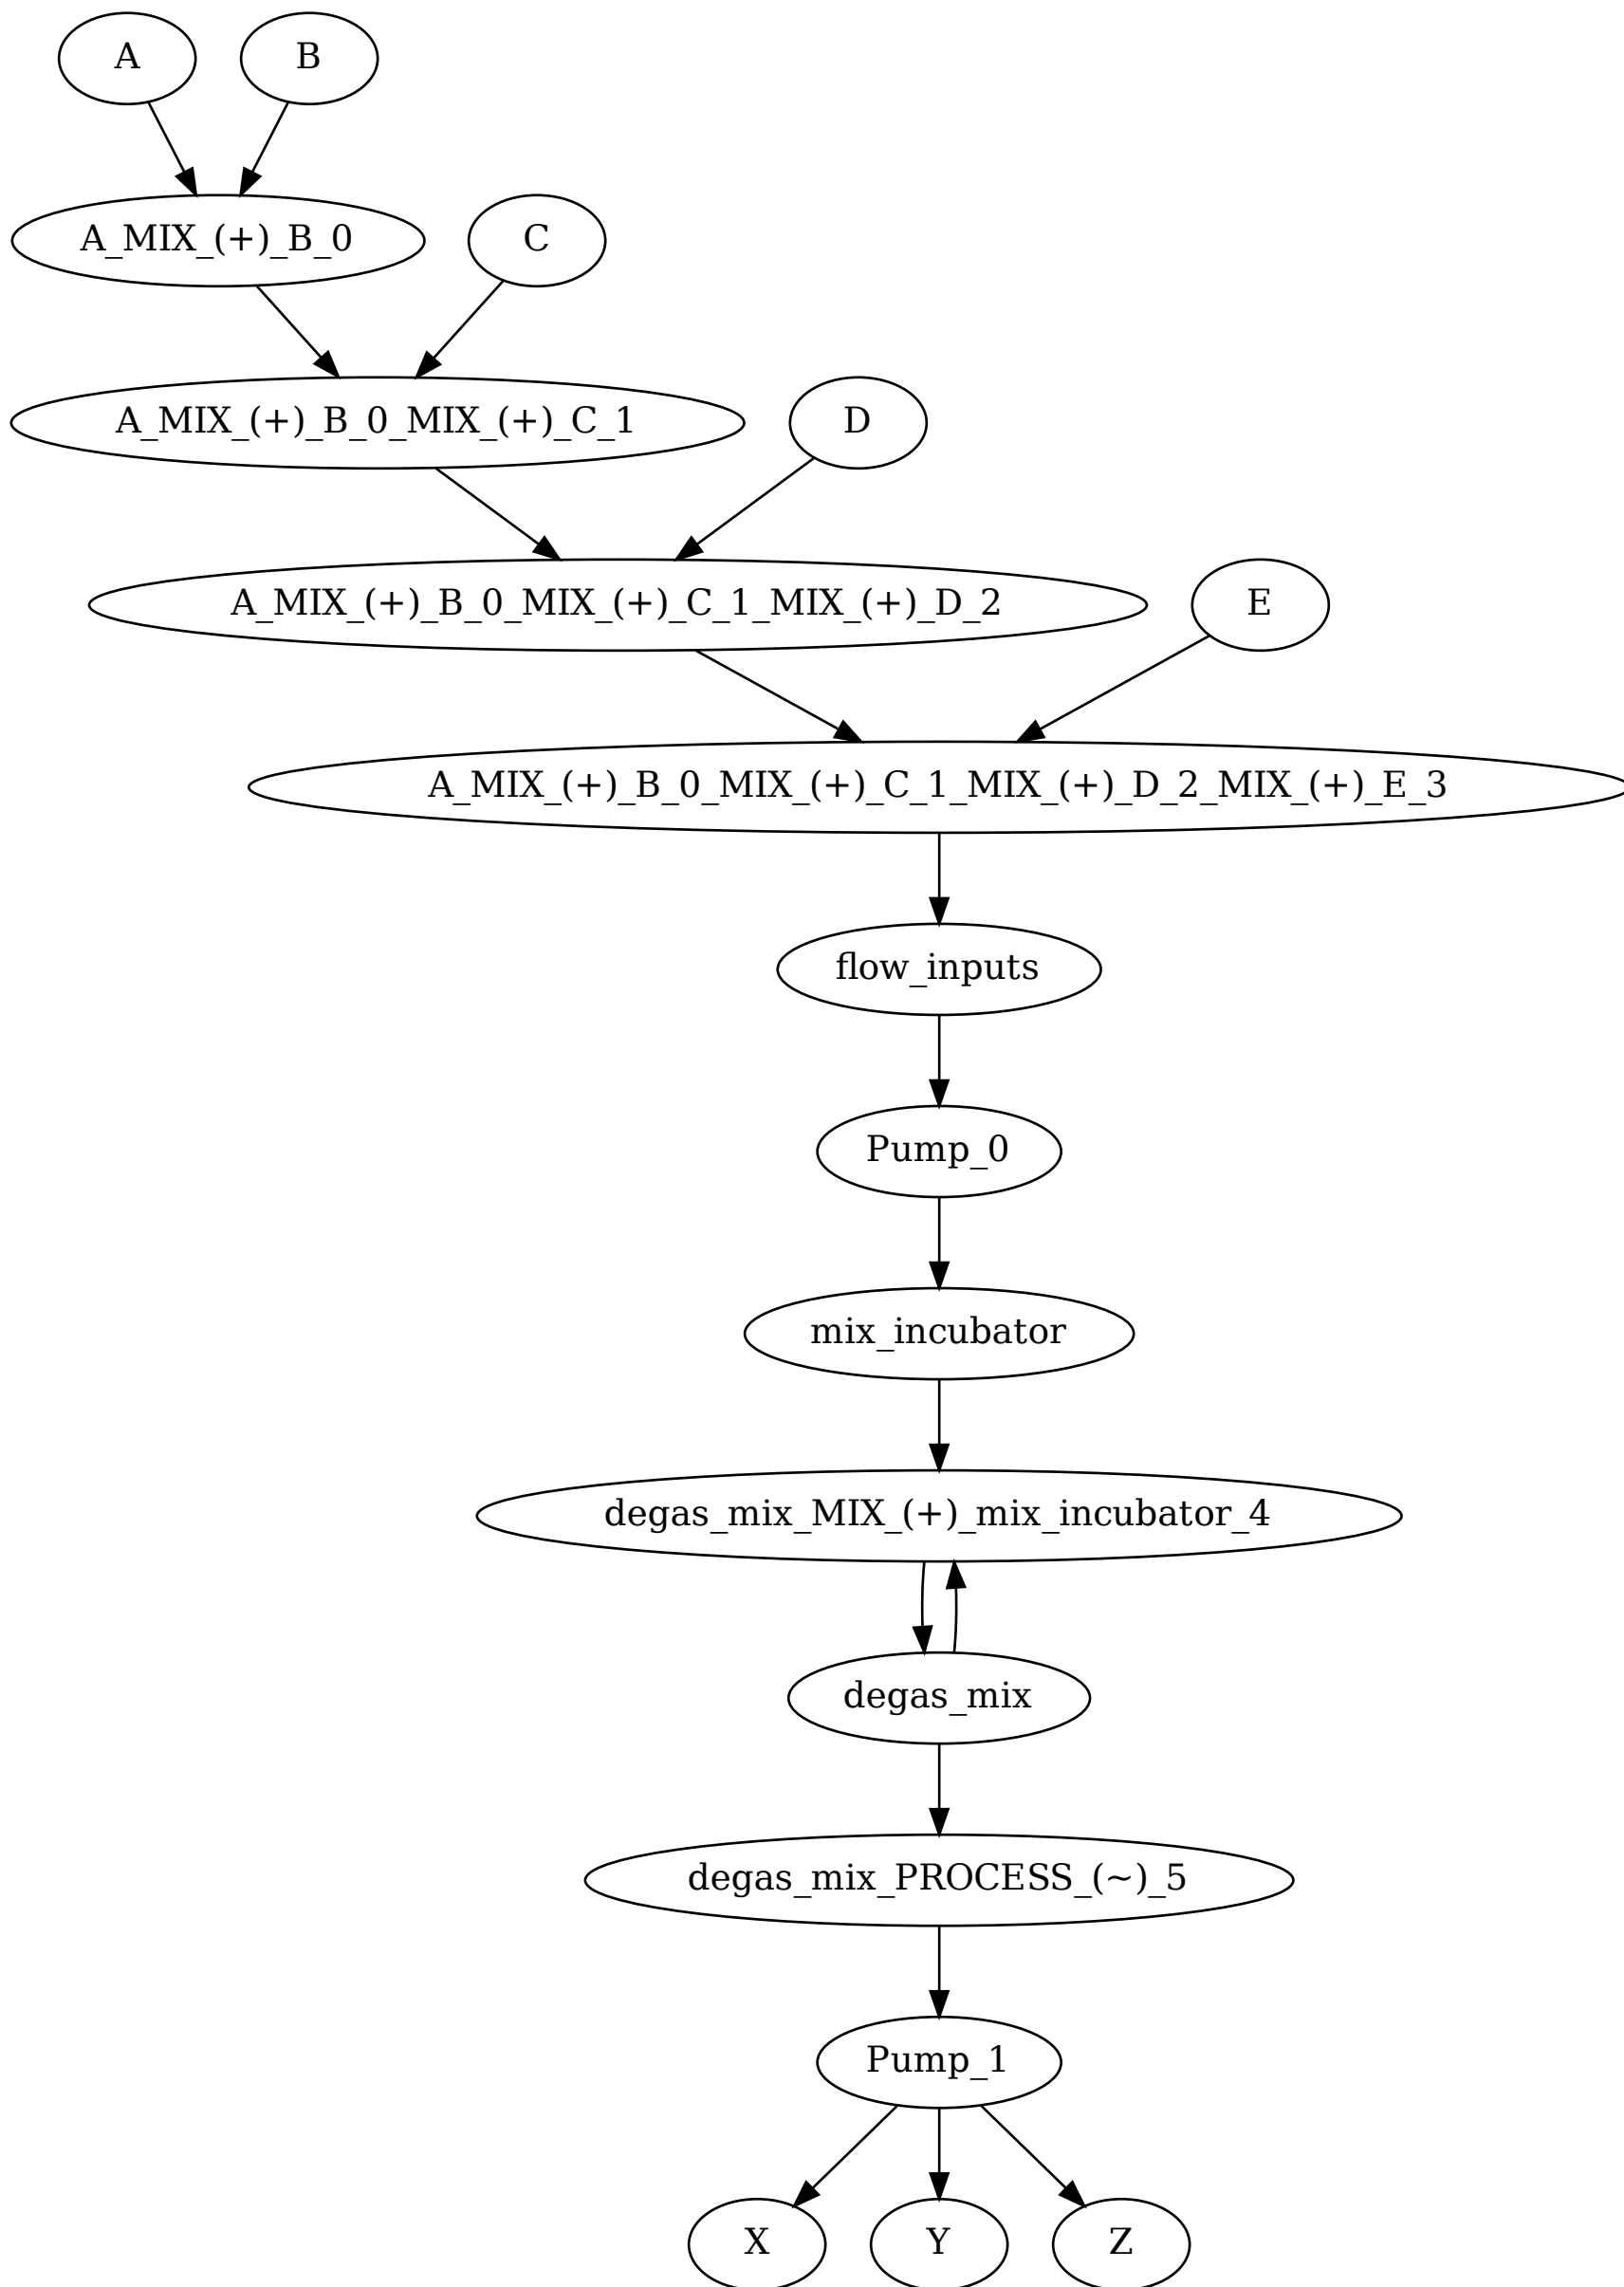 A
B
A_MIX_(+)_B_0
C
A_MIX_(+)_B_0_MIX_(+)_C_1
D
A_MIX_(+)_B_0_MIX_(+)_C_1_MIX_(+)_D_2
E
A_MIX_(+)_B_0_MIX_(+)_C_1_MIX_(+)_D_2_MIX_(+)_E_3
flow_inputs
Pump_0
mix_incubator
degas_mix_MIX_(+)_mix_incubator_4
degas_mix
degas_mix_PROCESS_(~)_5
Pump_1
X
Y
Z